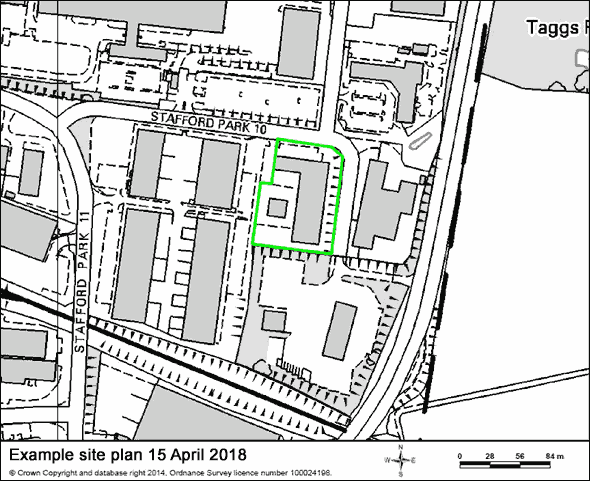 Taggs F
STAFFORD PARK 10
STAFFORD PARK 11
Example site plan 15 April 2018
© Crown Copyright and database right 2014. Ordnance Survey licence number 100024196.
N
W E
S
0 28 56 84 m